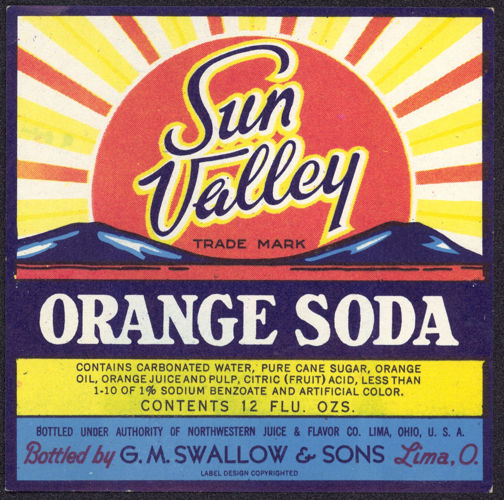 Sun
Valley
TRADE MARK
ORANGE SODA
CONTAINS CARBONATED WATER, PURE CANE SUGAR, ORANGE
OIL, ORANGE JUICE AND PULP, CITRIC (FRUIT) ACID, LESS THAN
1-10 OF 1% SODIUM BENZOATE AND ARTIFICIAL COLOR.
CONTENTS 12 FLU. OZS.
BOTTLED UNDER AUTHORITY OF NORTHWESTERN JUICE & FLAVOR CO. LIMA, OHIO, U. S. A.
Bottled by G. M. SWALLOW & SONS Lima, O.
LABEL DESIGN COPYRIGHTED